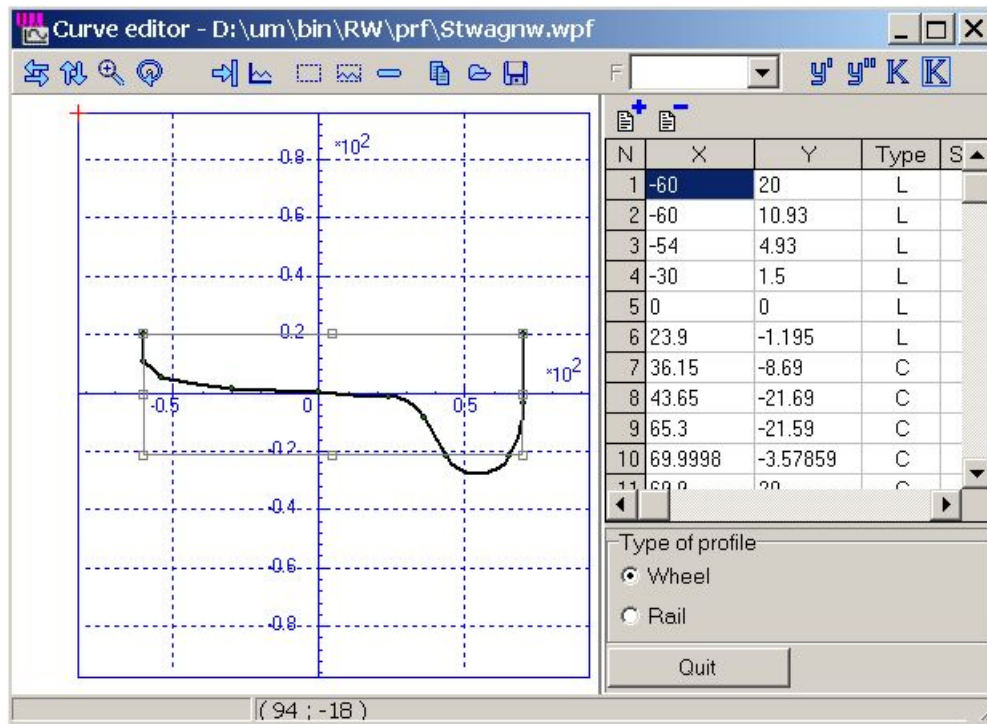 Curve editor - D:\um\bin\RW\prf\Stwagnw.wpf
F y' y'' K K
N X Y Type S
1 -60 20 L
2 -60 10.93 L
3 -54 4.93 L
4 -30 1.5 L
5 0 0 L
6 23.9 -1.195 L
7 36.15 -8.69 C
8 43.65 -21.69 C
9 65.3 -21.59 C
10 69.9998 -3.57859 C
11 69.9 20 C
*10²
0.8
0.6
0.4
0.2
*10²
-0.5 0 0.5
-0.2
-0.4
-0.6
-0.8
Type of profile
Wheel
Rail
Quit
( 94 ; -18 )